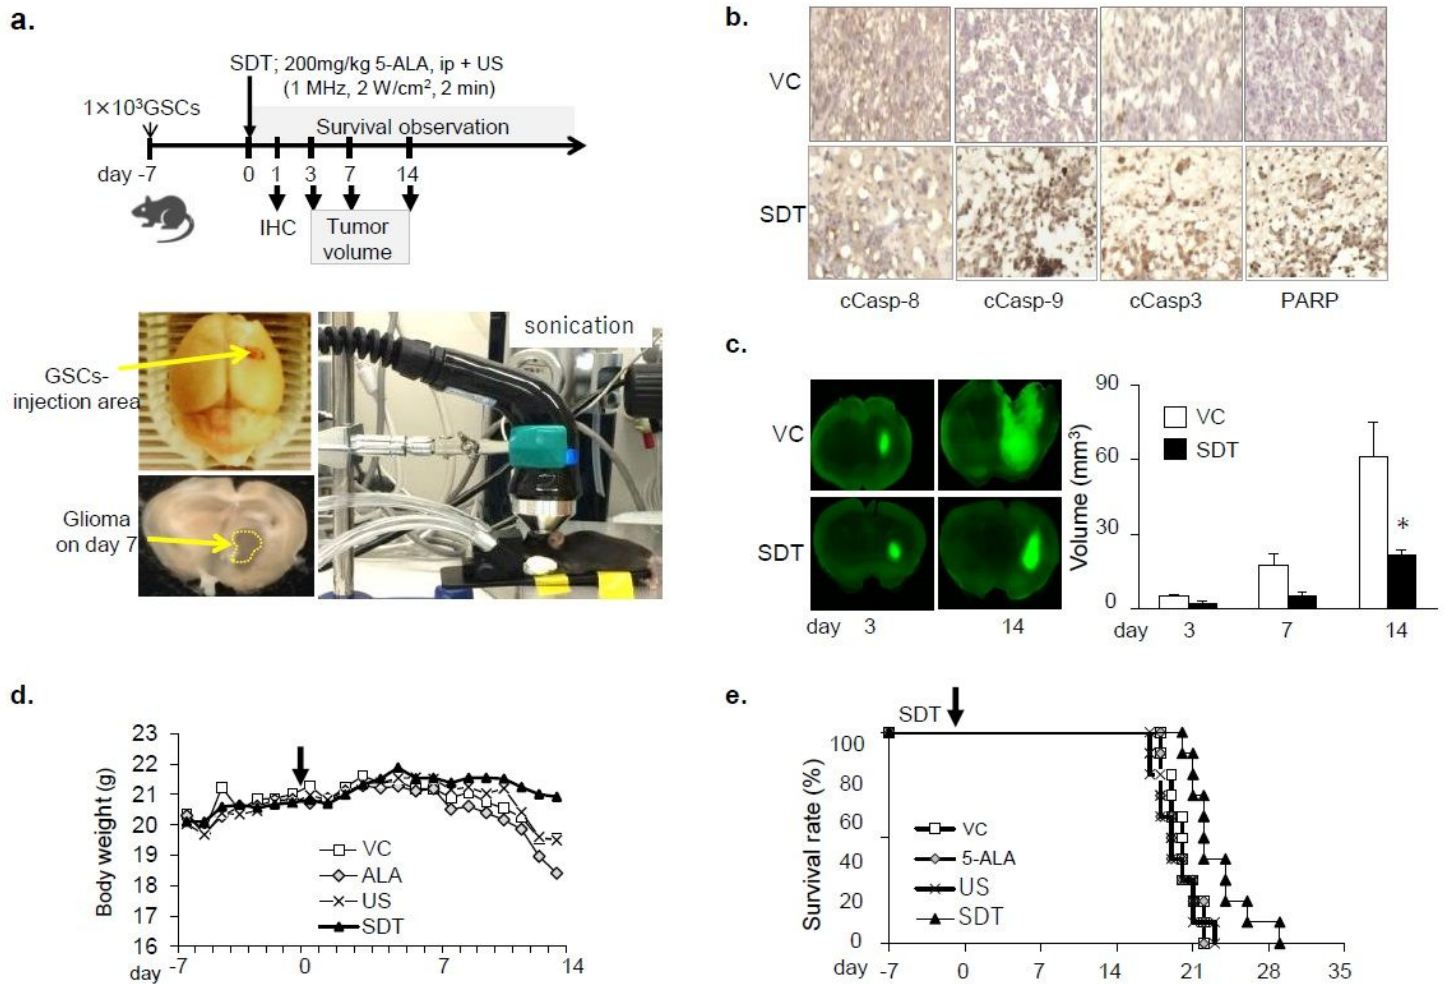 a.
SDT; 200mg/kg 5-ALA, ip + US
(1 MHz, 2 W/cm², 2 min)
1×10³GSCs
Survival observation
day -7 0 1 3 7 14
IHC
Tumor
volume
GSCs-
injection area
Glioma
on day 7
sonication
b.
VC
SDT
cCasp-8 cCasp-9 cCasp3 PARP
c.
VC
SDT
day 3 14
Volume (mm³)
90
60
30
0
VC
SDT
*
day 3 7 14
d.
Body weight (g)
23
22
21
20
19
18
17
16
VC
ALA
US
SDT
day -7 0 7 14
e.
SDT
Survival rate (%)
100
60
40
20
0
VC
5-ALA
US
SDT
day -7 0 7 14 21 28 35